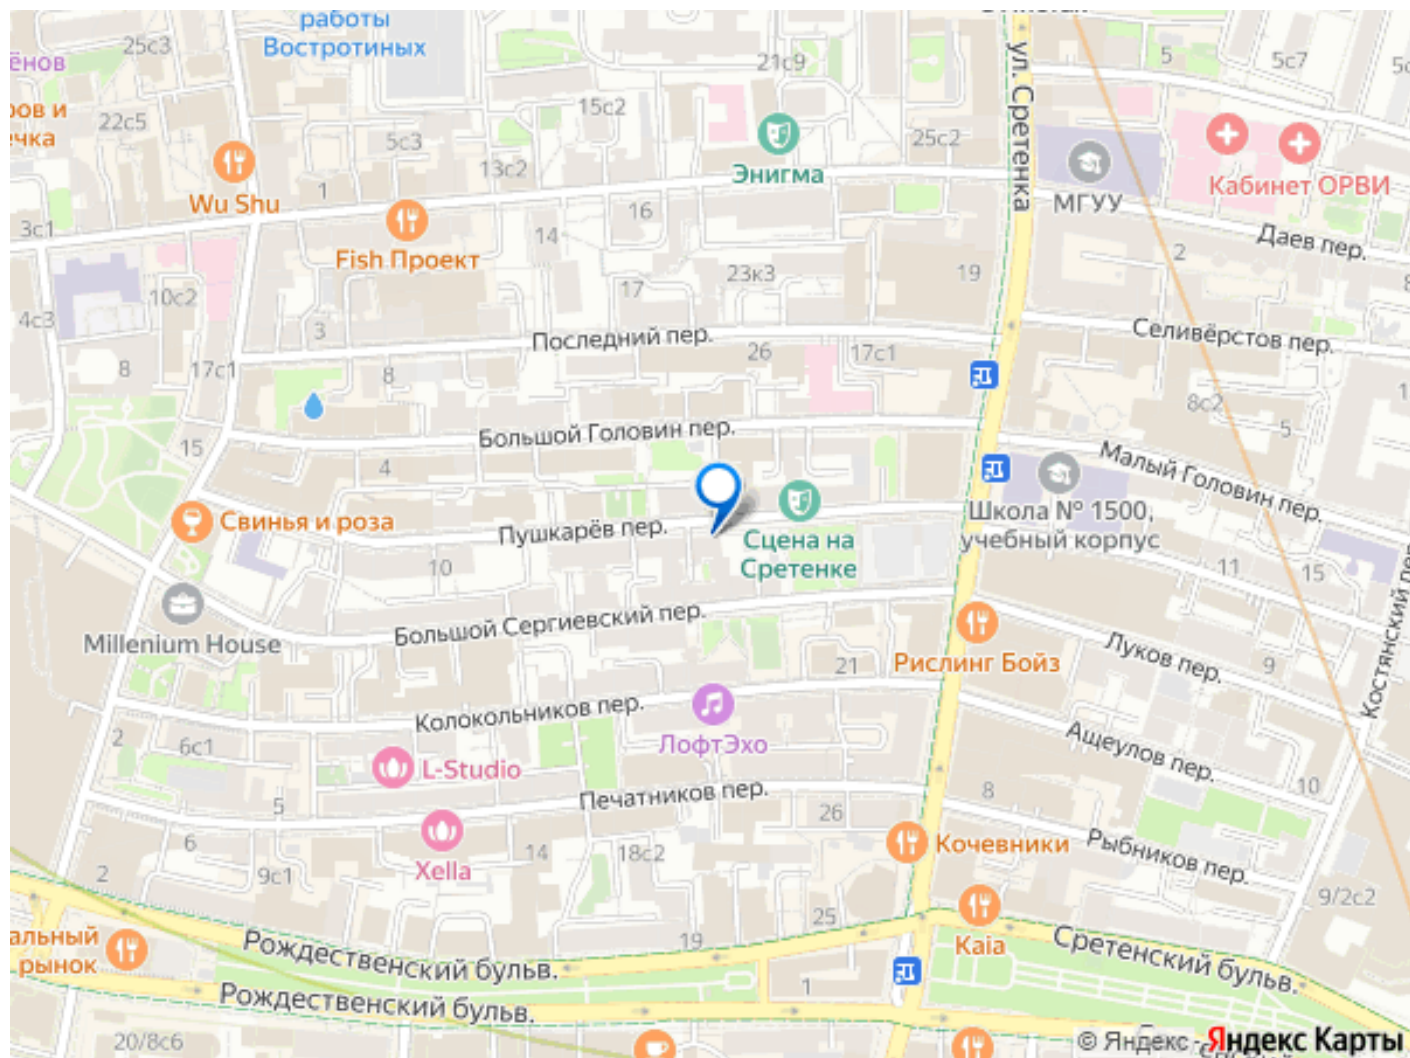 работы
Востротиных
25с3
ёнов
21с9
5
5с7
ров и
ечка
22с5
15с2
5с3
25с2
13с2
ул. Сретенка
Энигма
Кабинет ОРВИ
МГУУ
Wu Shu
1
16
3с1
14
Даев пер.
2
Fish Проект
23к3
19
17
10с2
4с3
3
Последний пер.
Селивёрстов пер.
26
17с1
8
17с1
8
8с2
5
Большой Головин пер.
15
4
Малый Головин пер.
Школа № 1500,
учебный корпус
Свинья и роза
Пушкарёв пер.
Сцена на
Сретенке
10
11
15
Костянский пер.
Millenium House
Большой Сергиевский пер.
Рислинг Бойз
21
Луков пер.
9
Колокольников пер.
2
6с1
ЛофтЭхо
Ащеулов пер.
L-Studio
Печатников пер.
8
10
5
26
6
14
18с2
Кочевники
Рыбников пер.
Xella
2
9с1
9/2с2
25
19
альный
рынок
Рождественский бульв.
Kaia
Сретенский бульв.
1
Рождественский бульв.
20/8с6
© Яндекс - Яндекс Карты